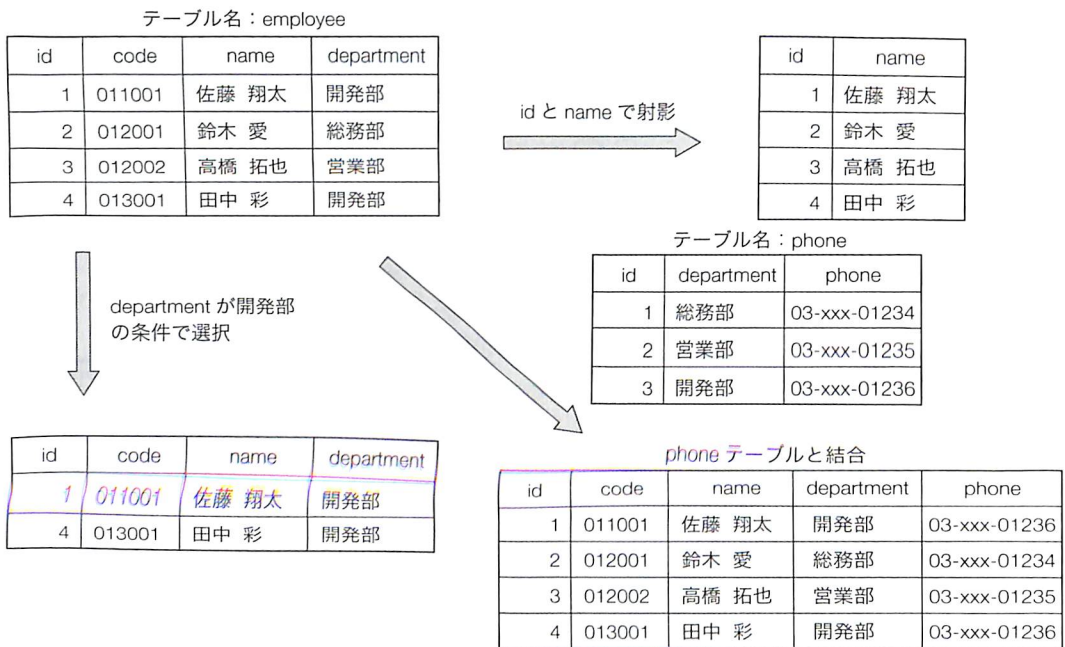 テーブル名：employee
id code name department
1 011001 佐藤 翔太 開発部
2 012001 鈴木 愛 総務部
3 012002 高橋 拓也 営業部
4 013001 田中 彩 開発部
id と name で射影
id name
1 佐藤 翔太
2 鈴木 愛
3 高橋 拓也
4 田中 彩
テーブル名：phone
id department phone
1 総務部 03-xxx-01234
2 営業部 03-xxx-01235
3 開発部 03-xxx-01236
department が開発部
の条件で選択
id code name department
1 011001 佐藤 翔太 開発部
4 013001 田中 彩 開発部
phone テーブルと結合
id code name department phone
1 011001 佐藤 翔太 開発部 03-xxx-01236
2 012001 鈴木 愛 総務部 03-xxx-01234
3 012002 高橋 拓也 営業部 03-xxx-01235
4 013001 田中 彩 開発部 03-xxx-01236